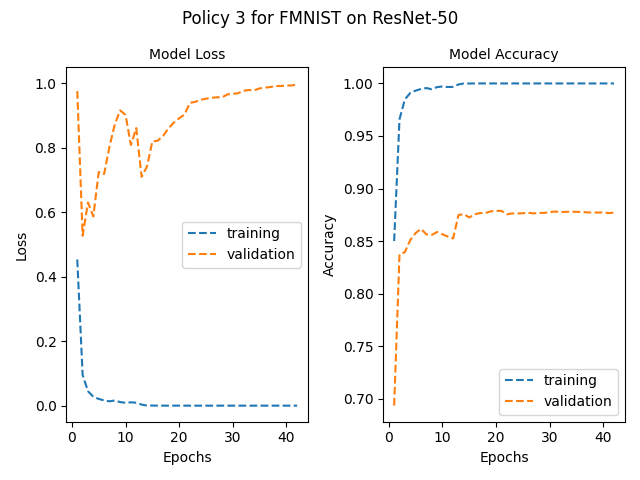 Policy 3 for FMNIST on ResNet-50
Model Loss
1.0
0.8
0.6
0.4
0.2
0.0
Loss
training
validation
0
10
20
30
40
Epochs
Model Accuracy
1.00
0.95
0.90
0.85
0.80
0.75
0.70
Accuracy
training
validation
0
10
20
30
40
Epochs